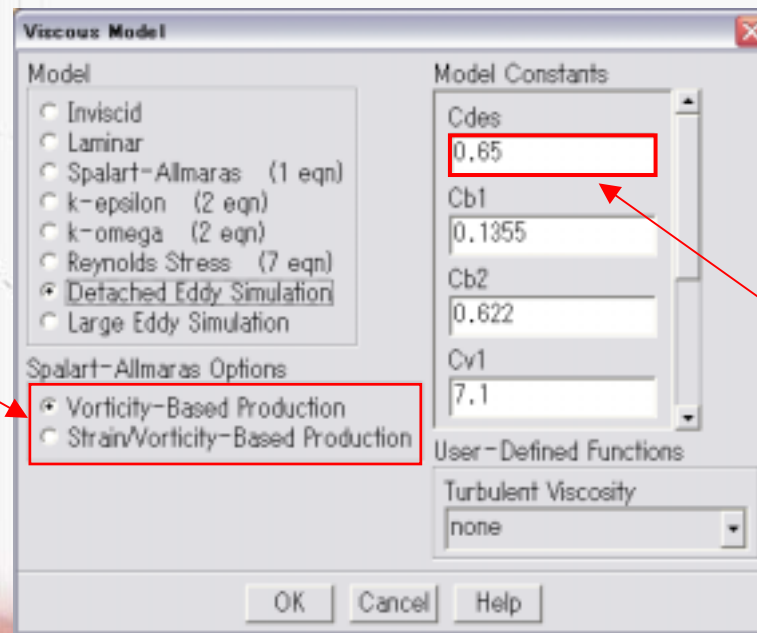 Viscous Model
Model
Inviscid
Laminar
Spalart-Allmaras (1 eqn)
k-epsilon (2 eqn)
k-omega (2 eqn)
Reynolds Stress (7 eqn)
Detached Eddy Simulation
Large Eddy Simulation
Spalart-Allmaras Options
Vorticity-Based Production
Strain/Vorticity-Based Production
Model Constants
Cdes
0.65
Cb1
0.1355
Cb2
0.622
Cv1
7.1
User-Defined Functions
Turbulent Viscosity
none
OK Cancel Help